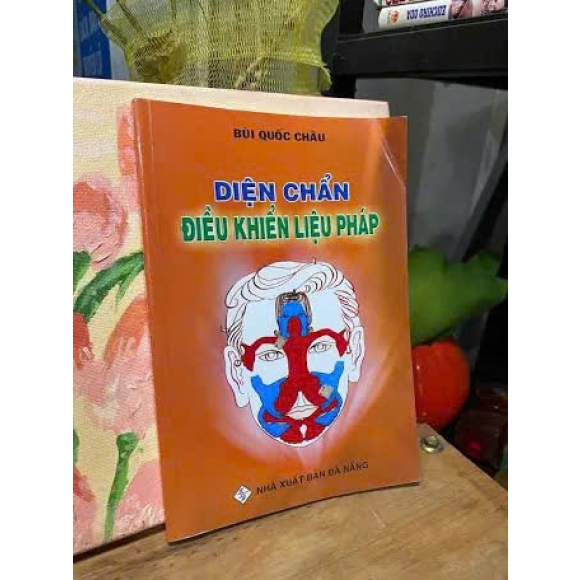 BÙI QUỐC CHÂU
DIỆN CHẨN
ĐIỀU KHIỂN LIỆU PHÁP
NHÀ XUẤT BẢN ĐÀ NẴNG